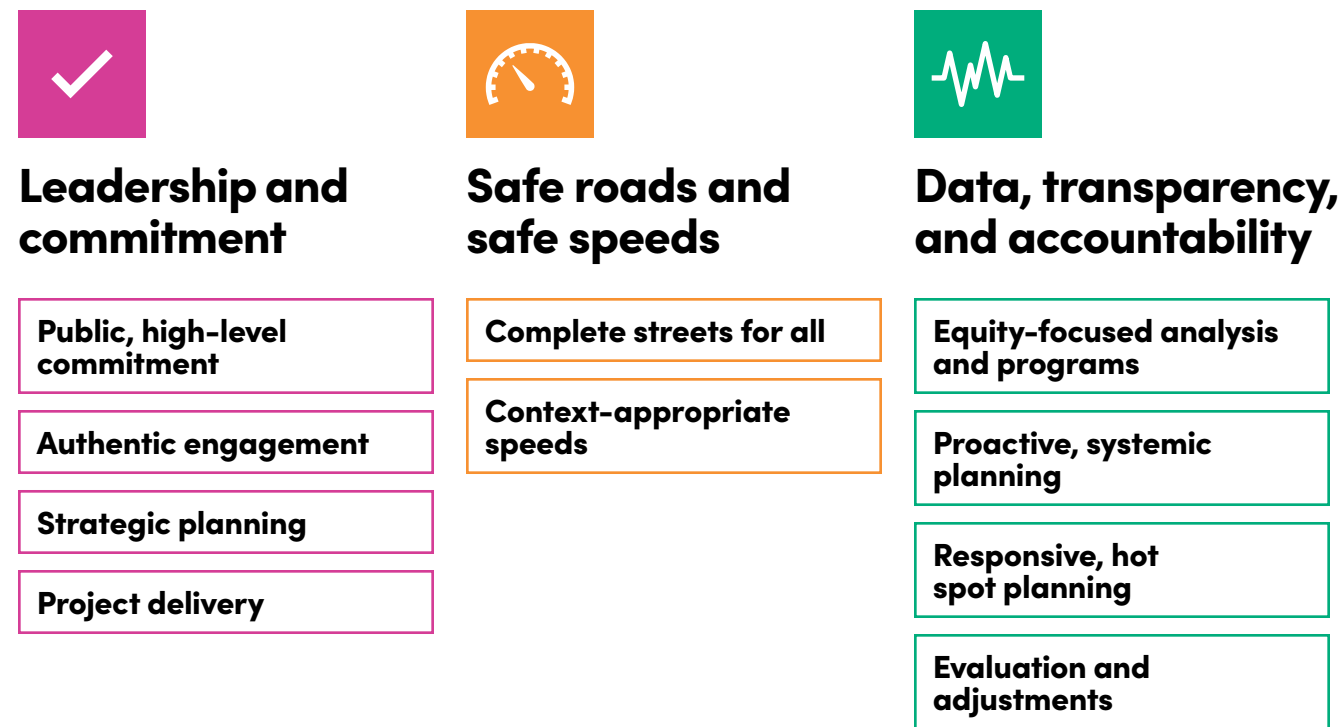 Leadership and
commitment
Public, high-level
commitment
Authentic engagement
Strategic planning
Project delivery
Safe roads and
safe speeds
Complete streets for all
Context-appropriate
speeds
Data, transparency,
and accountability
Equity-focused analysis
and programs
Proactive, systemic
planning
Responsive, hot
spot planning
Evaluation and
adjustments